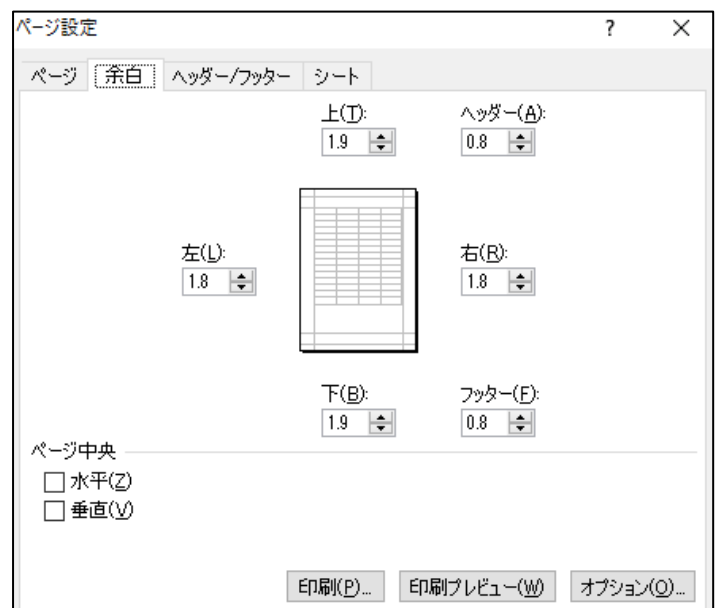 ページ設定 ? ×
ページ 余白 ヘッダー/フッター シート
上(T): ヘッダー(A):
1.9 0.8
左(L): 右(R):
1.8 1.8
下(B): フッター(F):
1.9 0.8
ページ中央
水平(Z)
垂直(V)
印刷(P)... 印刷プレビュー(W) オプション(O)...